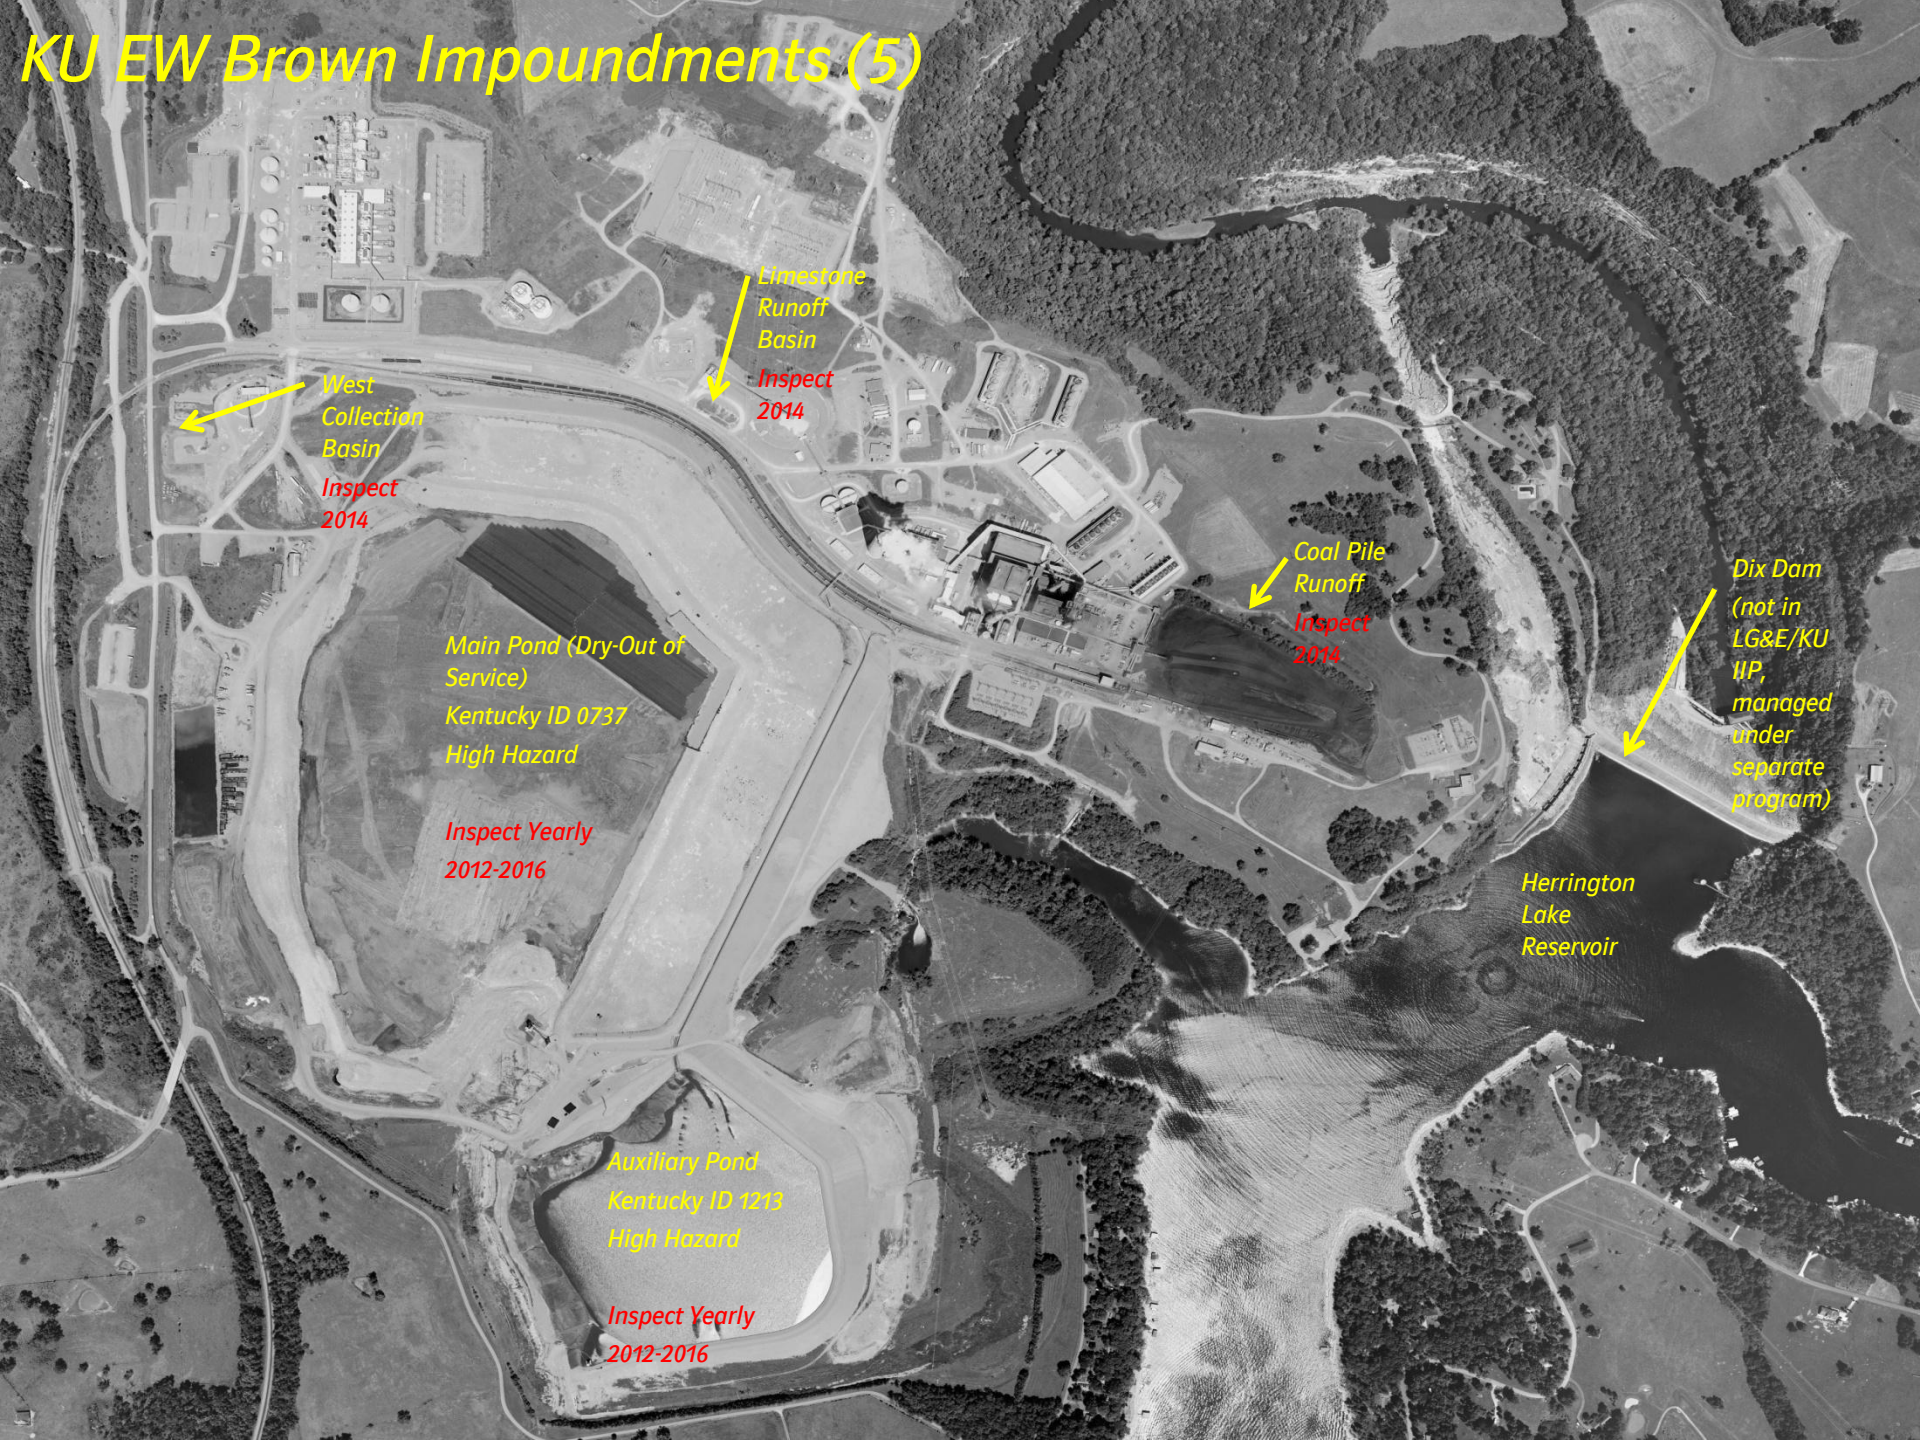 KU EW Brown Impoundments (5)
Limestone
Runoff
Basin
Inspect
2014
West
Collection
Basin
Inspect
2014
Coal Pile
Runoff
Inspect
2014
Dix Dam
(not in
LG&E/KU
IIP,
managed
under
separate
program)
Main Pond (Dry-Out of
Service)
Kentucky ID 0737
High Hazard
Inspect Yearly
2012-2016
Herrington
Lake
Reservoir
Auxiliary Pond
Kentucky ID 1213
High Hazard
Inspect Yearly
2012-2016